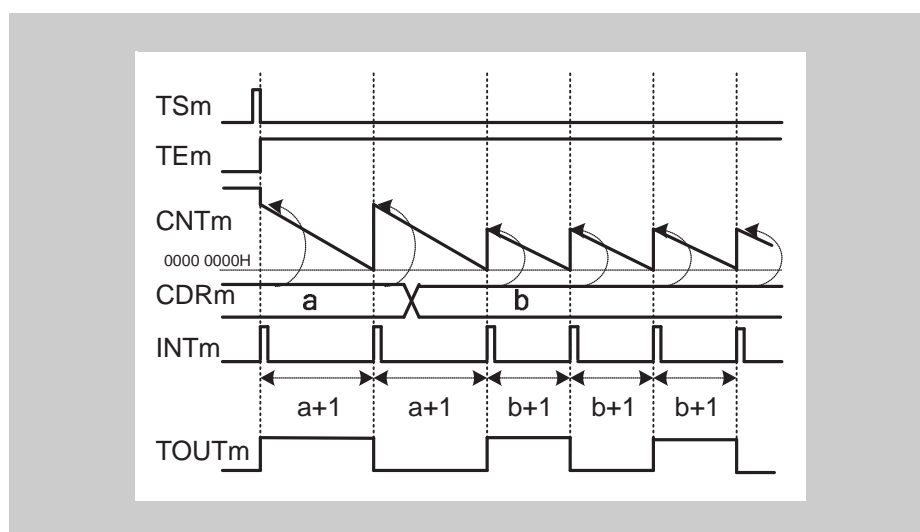 TSm
TEm
CNTm
0000 0000H
CDRm a b
INTm
a+1 a+1 b+1 b+1 b+1
TOUTm